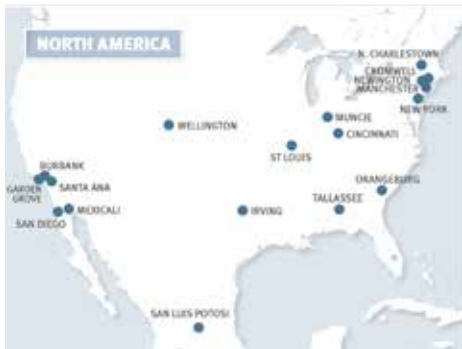 NORTH AMERICA
N. CHARLESTOWN
CROMWELL
NEWINGTON
MANCHESTER
NEW YORK
MUNCIE
WELLINGTON
CINCINNATI
ST LOUIS
BURBANK
ORANGEBURG
SANTA ANA
GARDEN
GROVE
TALLASSEE
MEXICALI
IRVING
SAN DIEGO
SAN LUIS POTOSI